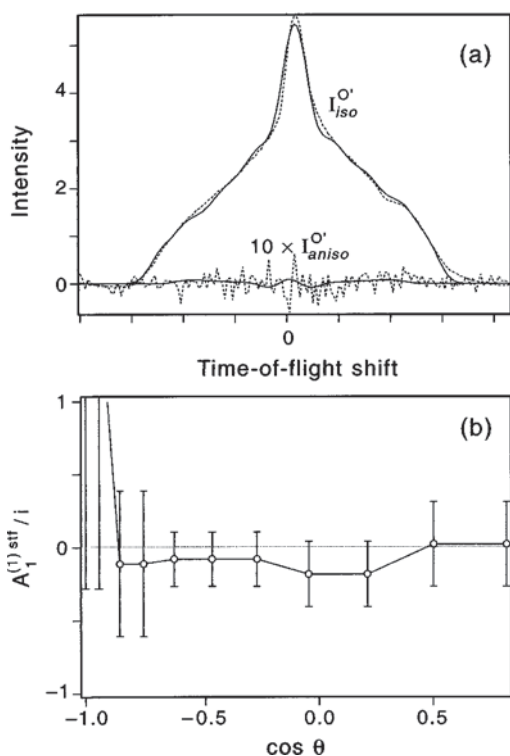 (a)
4
2
0
Intensity
I_iso^O'
10 × I_aniso^O'
0
Time-of-flight shift
(b)
1
0
−1
A_1^(1) stf / i
-1.0 -0.5 0.0 0.5
cos θ